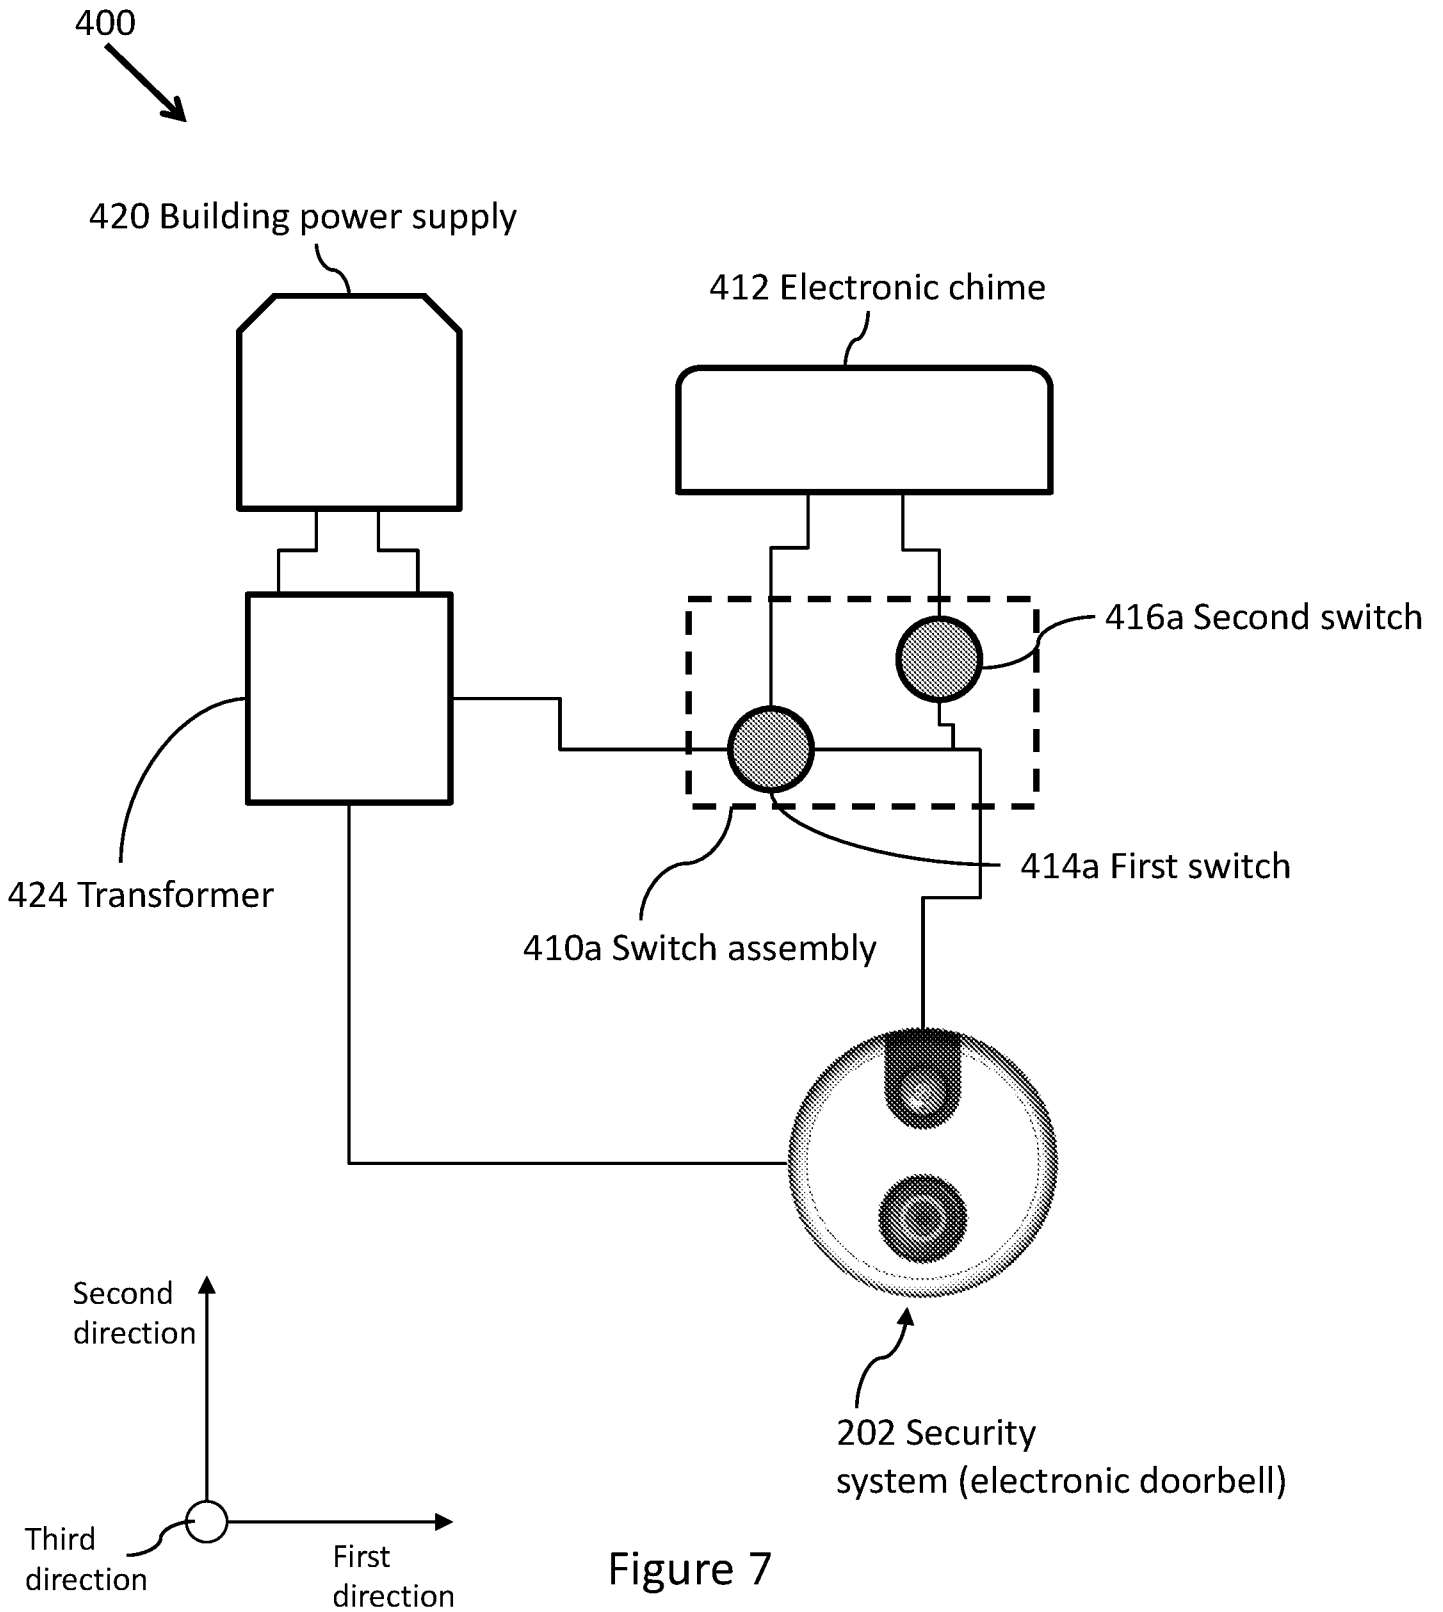 400
420 Building power supply
412 Electronic chime
416a Second switch
414a First switch
424 Transformer
410a Switch assembly
202 Security
system (electronic doorbell)
Second
direction
Third
direction
First
direction
Figure 7